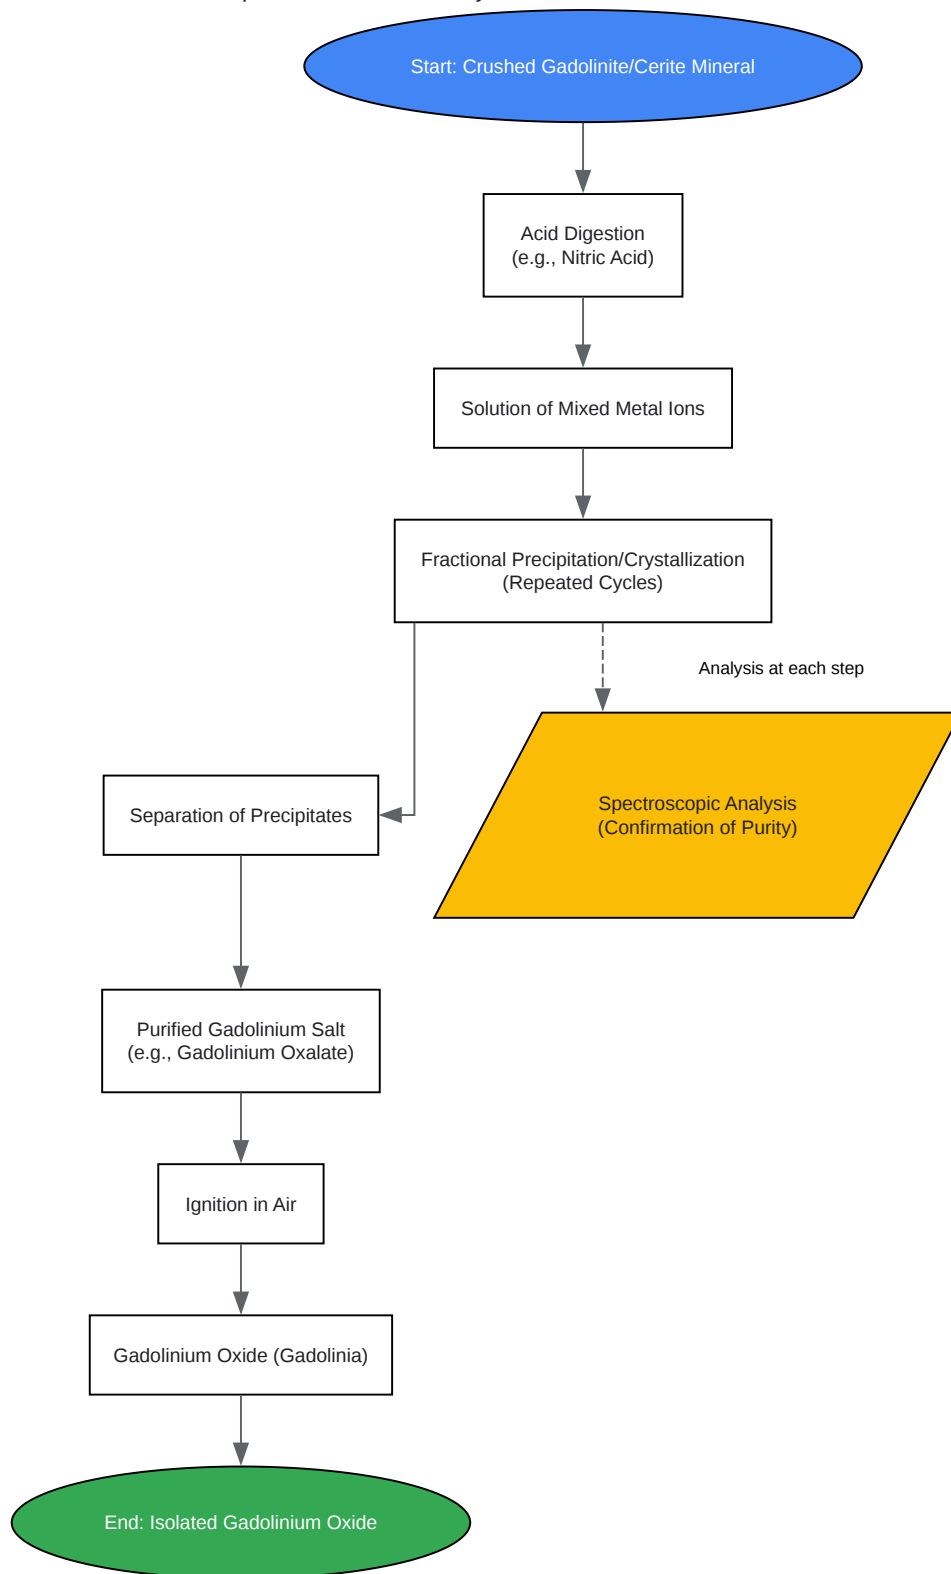 Start: Crushed Gadolinite/Cerite Mineral
Acid Digestion
(e.g., Nitric Acid)
Solution of Mixed Metal Ions
Fractional Precipitation/Crystallization
(Repeated Cycles)
Analysis at each step
Spectroscopic Analysis
(Confirmation of Purity)
Separation of Precipitates
Purified Gadolinium Salt
(e.g., Gadolinium Oxalate)
Ignition in Air
Gadolinium Oxide (Gadolinia)
End: Isolated Gadolinium Oxide